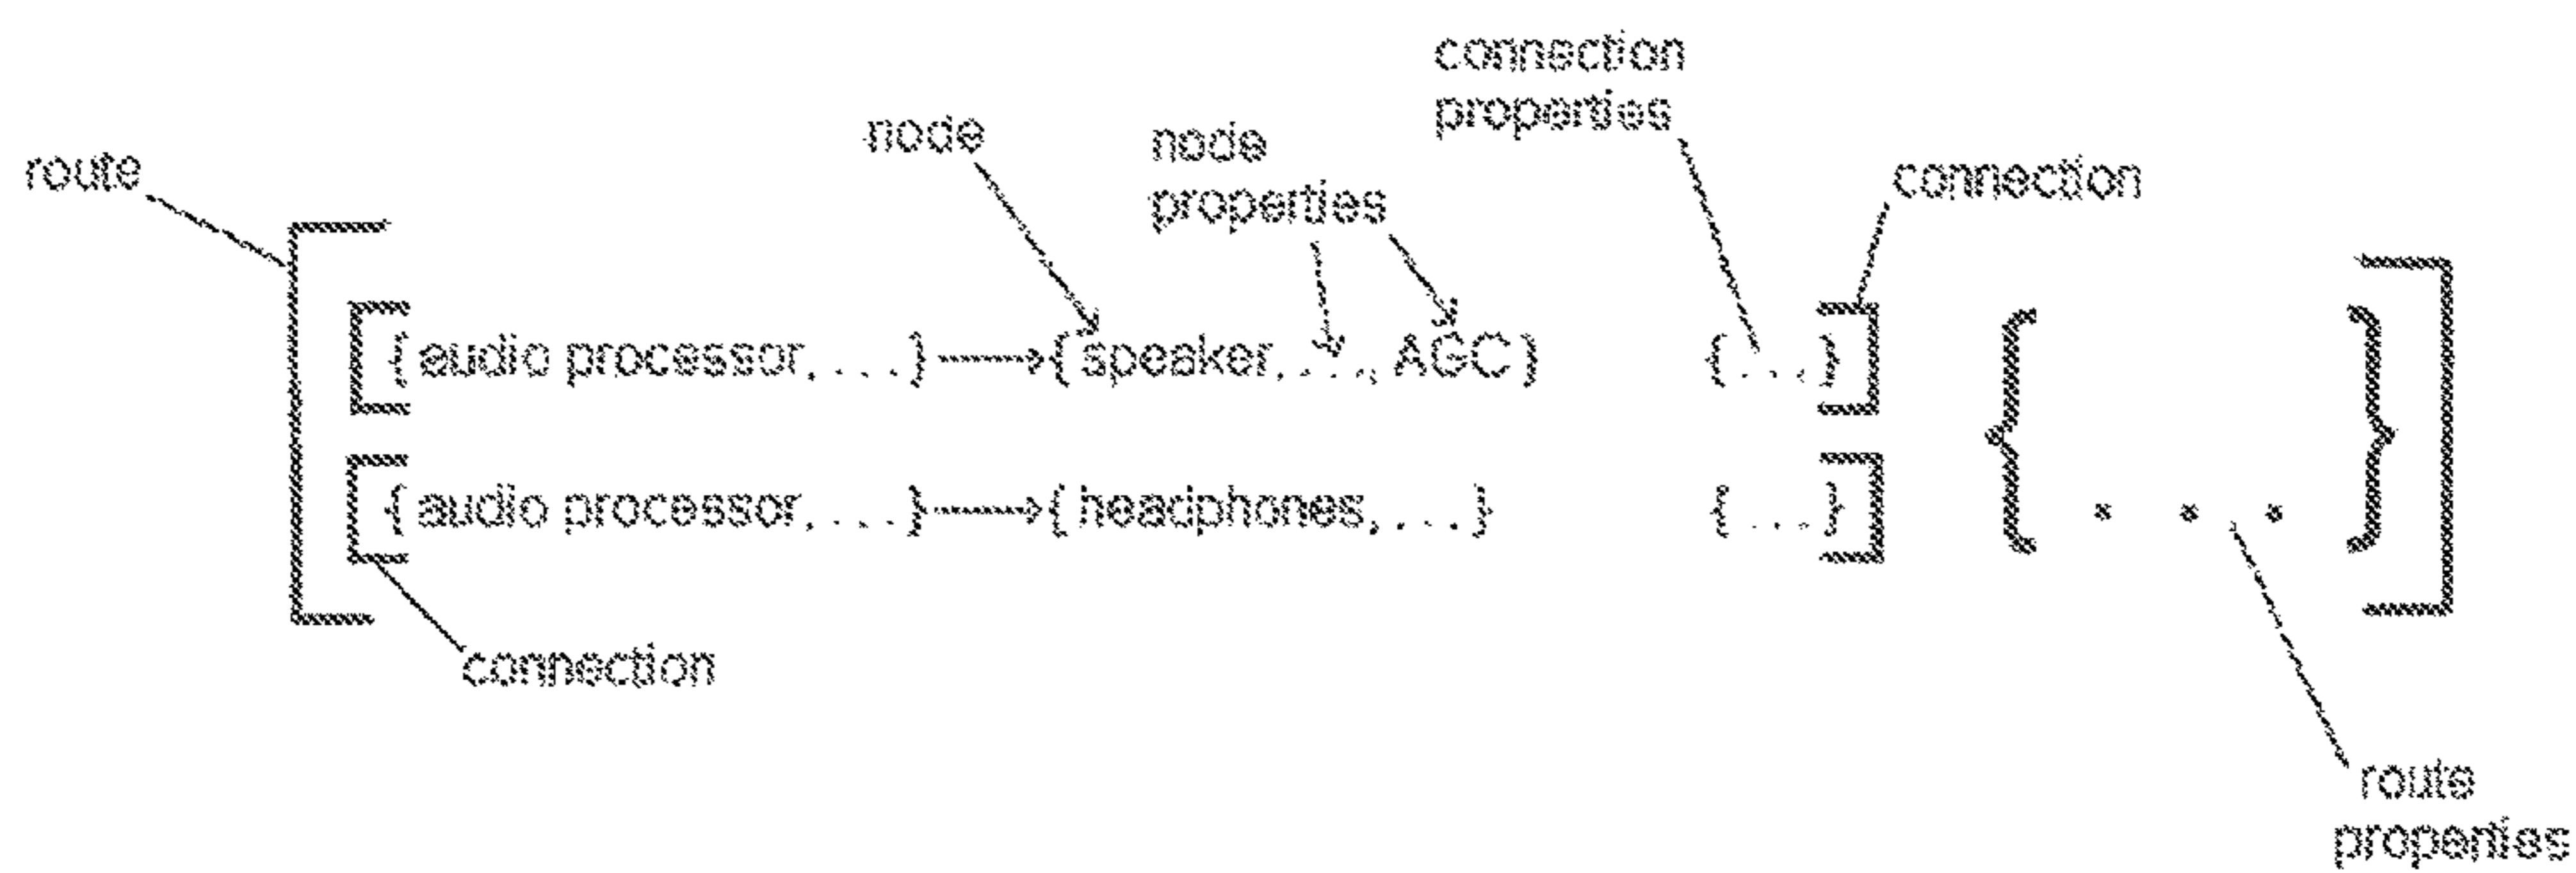 connection
properties
node
node
properties
route
connection
{ audio processor, . . . } → { speaker, . . ., AGC } { . . . }
{ audio processor, . . . } → { headphones, . . . } { . . . } { . . . }
connection
route
properties